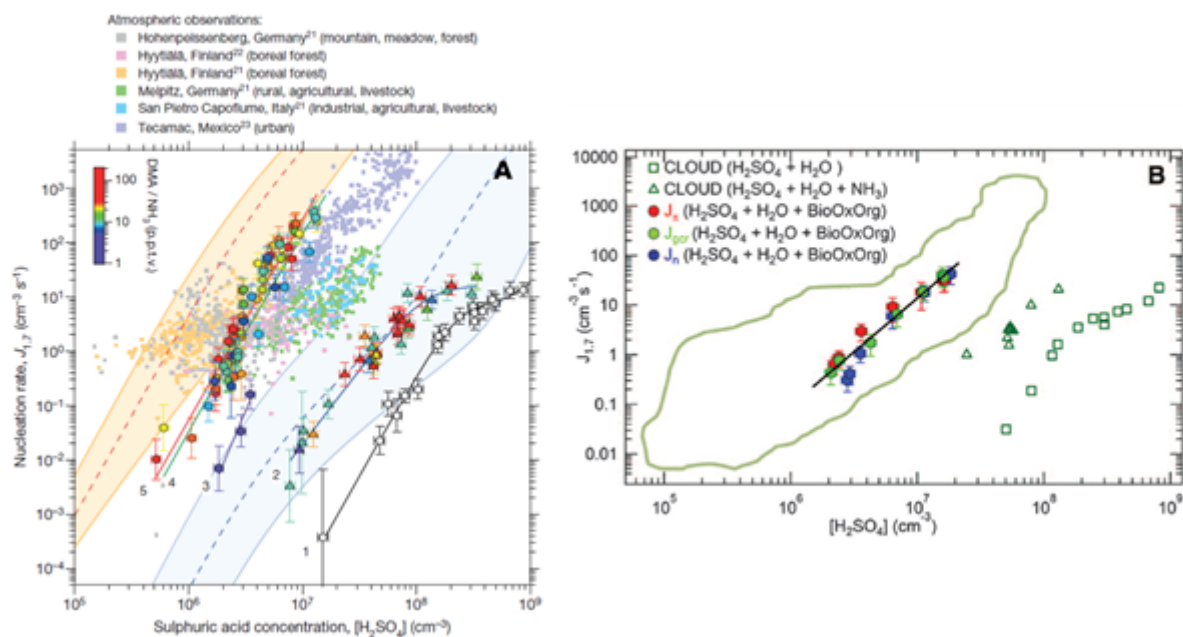 Atmospheric observations:
Hohenpeissenberg, Germany²¹ (mountain, meadow, forest)
Hyytiälä, Finland²² (boreal forest)
Hyytiälä, Finland²¹ (boreal forest)
Melpitz, Germany²¹ (rural, agricultural, livestock)
San Pietro Capofiume, Italy²¹ (industrial, agricultural, livestock)
Tecamac, Mexico²³ (urban)
A
DMA / NH₃ (p.p.t.v.)
100
10
1
Nucleation rate, J₁.₇ (cm⁻³ s⁻¹)
10³
10²
10¹
10⁰
10⁻¹
10⁻²
10⁻³
10⁻⁴
5
4
3
2
1
10⁵
10⁶
10⁷
10⁸
10⁹
Sulphuric acid concentration, [H₂SO₄] (cm⁻³)
B
CLOUD (H₂SO₄ + H₂O )
CLOUD (H₂SO₄ + H₂O + NH₃)
Jπ (H₂SO₄ + H₂O + BioOxOrg)
Jgcr (H₂SO₄ + H₂O + BioOxOrg)
Jn (H₂SO₄ + H₂O + BioOxOrg)
J₁.₇ (cm⁻³ s⁻¹)
10000
1000
100
10
1
0.1
0.01
10⁵
10⁶
10⁷
10⁸
10⁹
[H₂SO₄] (cm⁻³)